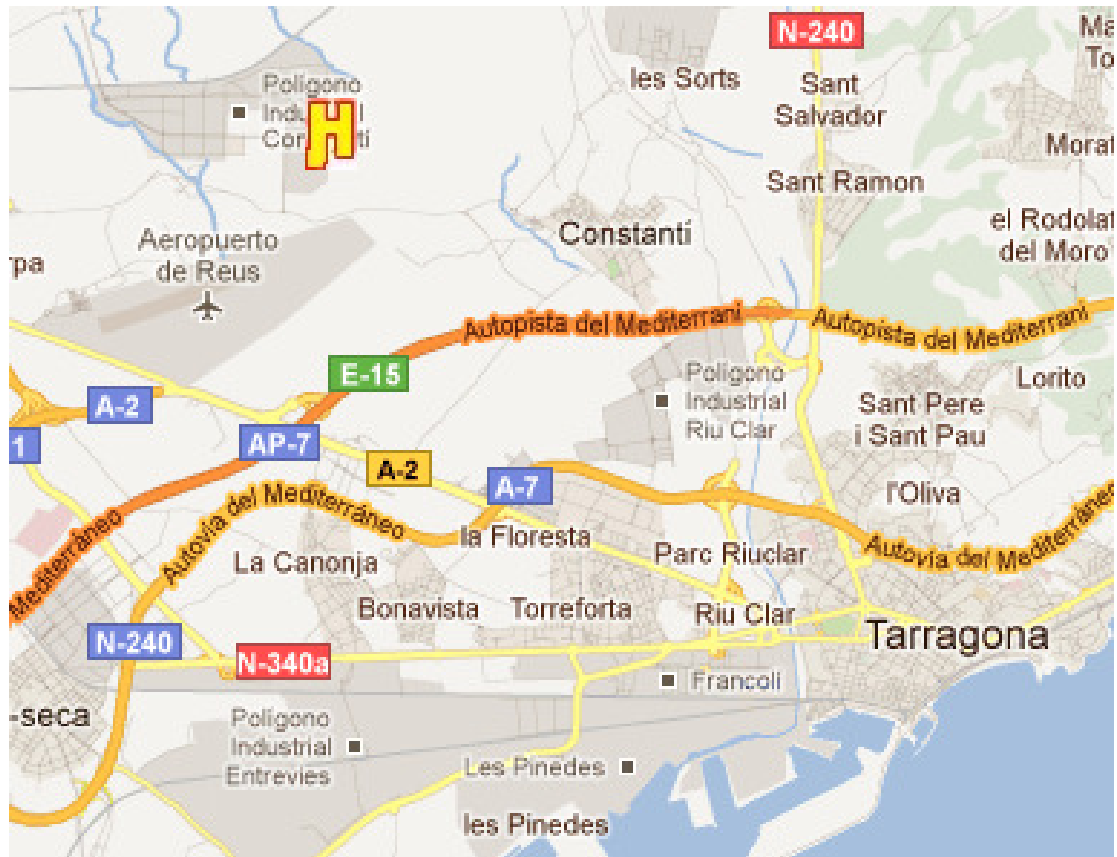 N-240
Ma
To
les Sorts
Sant
Salvador
Polígono
Morat
Sant Ramon
el Rodolat
del Moro
Constantí
Aeropuerto
de Reus
rpa
Autopista del Mediterrani
Autopista del Mediterrani
E-15
A-2
Polígono
Industrial
Riu Clar
Lorito
Sant Pere
i Sant Pau
1
AP-7
A-2
A-7
l'Oliva
Mediterráneo
Autovía del Mediterráneo
la Floresta
Parc Riuclar
Autovía del Mediterráneo
La Canonja
Bonavista
Torreforta
Riu Clar
Tarragona
N-240
N-340a
Francolí
-seca
Polígono
Industrial
Entrevies
Les Pinedes
les Pinedes